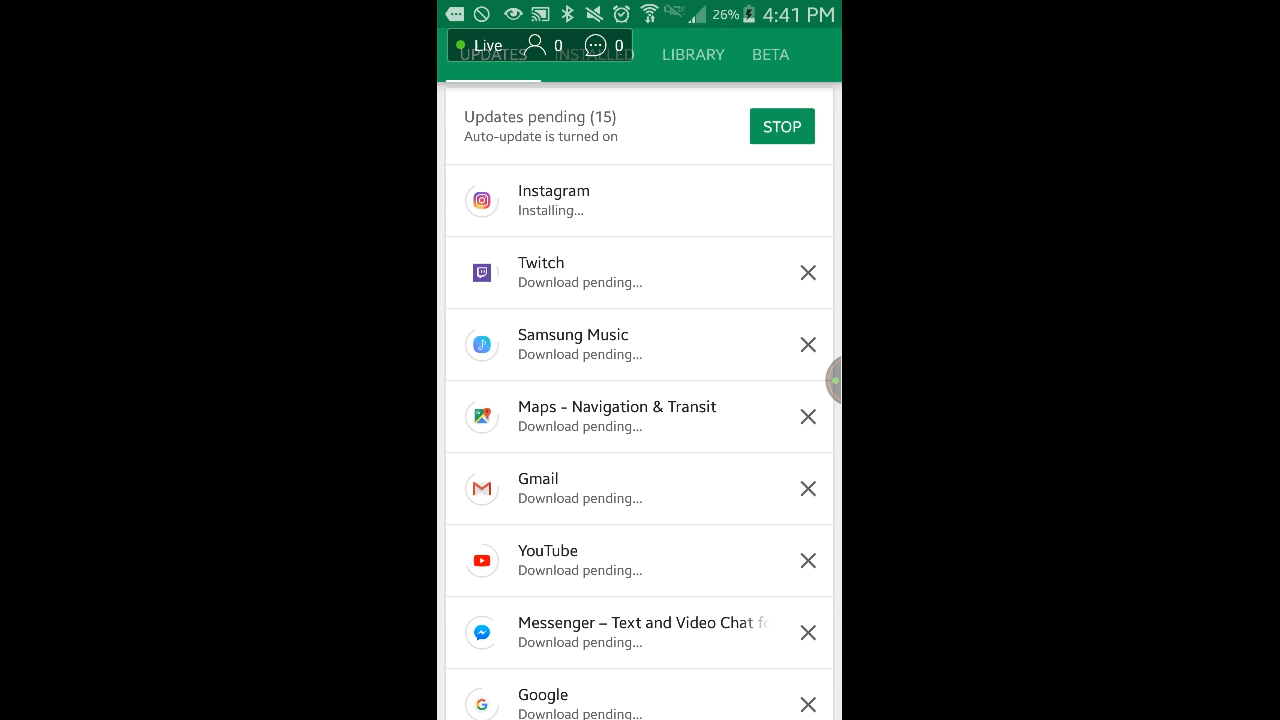 26% 4:41 PM
Live 0 0
UPDATES INSTALLED LIBRARY BETA
Updates pending (15)
Auto-update is turned on
STOP
Instagram
Installing...
Twitch
Download pending...
Samsung Music
Download pending...
Maps - Navigation & Transit
Download pending...
Gmail
Download pending...
YouTube
Download pending...
Messenger – Text and Video Chat
Download pending...
Google
Download pending...